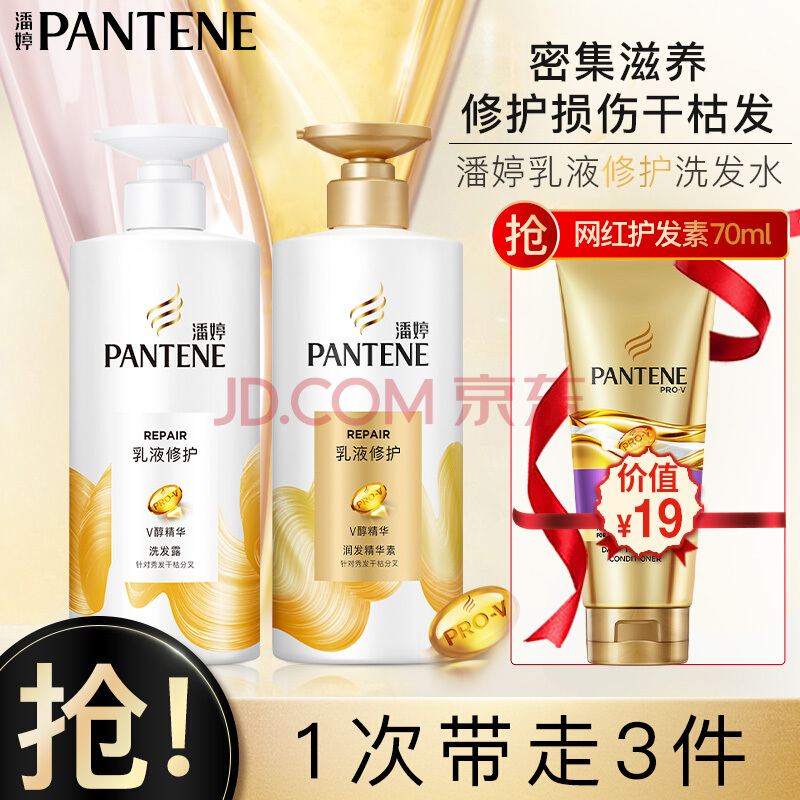 潘婷 PANTENE
密集滋养
修护损伤干枯发
潘婷乳液修护洗发水
抢 网红护发素70ml
潘婷
PANTENE
REPAIR
乳液修护
PRO-V
V醇精华
洗发露
针对秀发干枯分叉
潘婷
PANTENE
REPAIR
乳液修护
PRO-V
V醇精华
润发精华素
针对秀发干枯分叉
PRO-V
JD.COM 京东
PANTENE
PRO-V
PRO-V
价值
¥19
CONDITIONER
抢!
1次带走3件